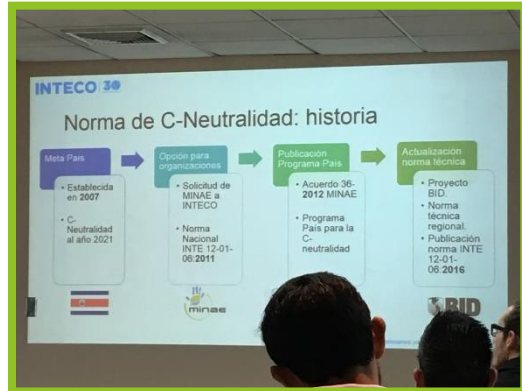 INTECO 30
Norma de C-Neutralidad: historia
Meta País
• Establecida
en 2007
• C-
Neutralidad
al año 2021
Opción para
organizaciones
• Solicitud de
MINAE a
INTECO
• Norma
Nacional
INTE 12-01-
06:2011
minae
Publicación
Programa País
• Acuerdo 36-
2012 MINAE
• Programa
País para la
C-
neutralidad
Actualización
norma técnica
• Proyecto
BID.
• Norma
técnica
regional.
• Publicación
norma INTE
12-01-
06:2016
BID